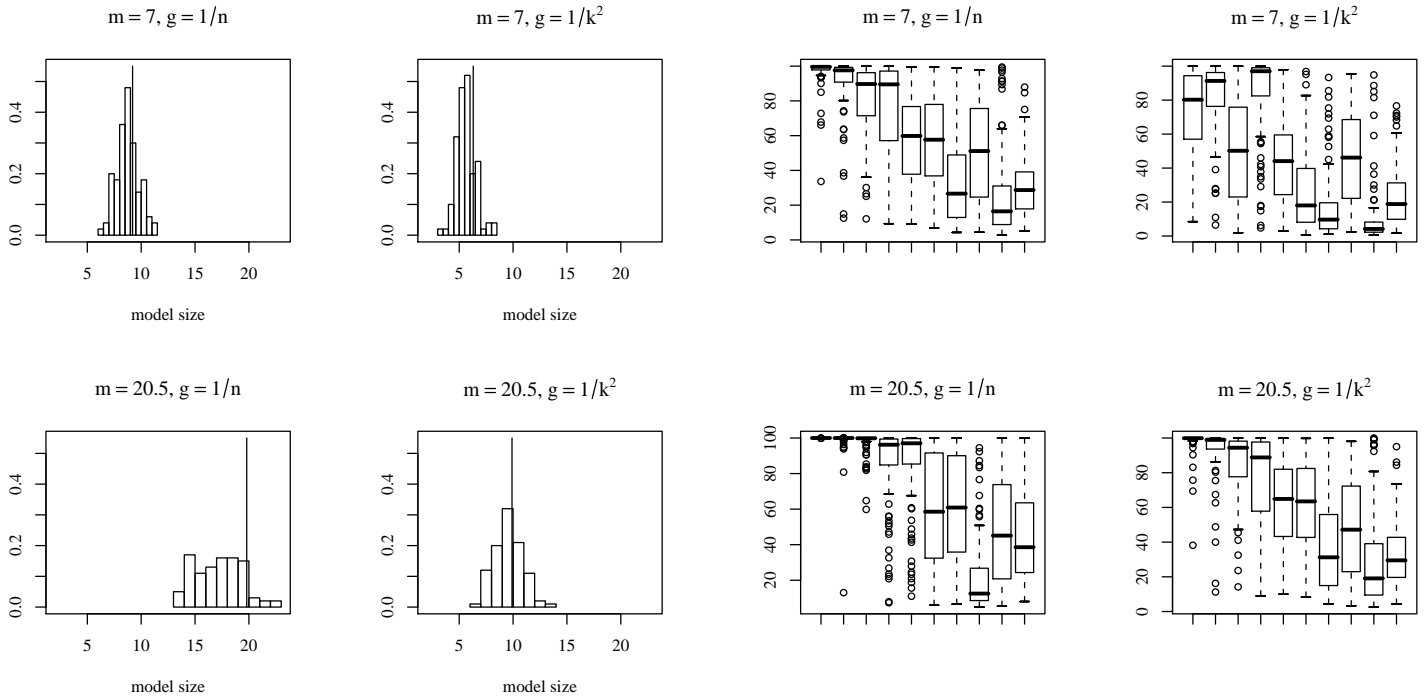 m = 7, g = 1/n
m = 7, g = 1/k²
m = 7, g = 1/n
m = 7, g = 1/k²
0.0 0.2 0.4
5 10 15 20
model size
0.0 0.2 0.4
5 10 15 20
model size
0 20 40 60 80
0 20 40 60 80
m = 20.5, g = 1/n
m = 20.5, g = 1/k²
m = 20.5, g = 1/n
m = 20.5, g = 1/k²
0.0 0.2 0.4
5 10 15 20
model size
0.0 0.2 0.4
5 10 15 20
model size
20 40 60 80 100
0 20 40 60 80